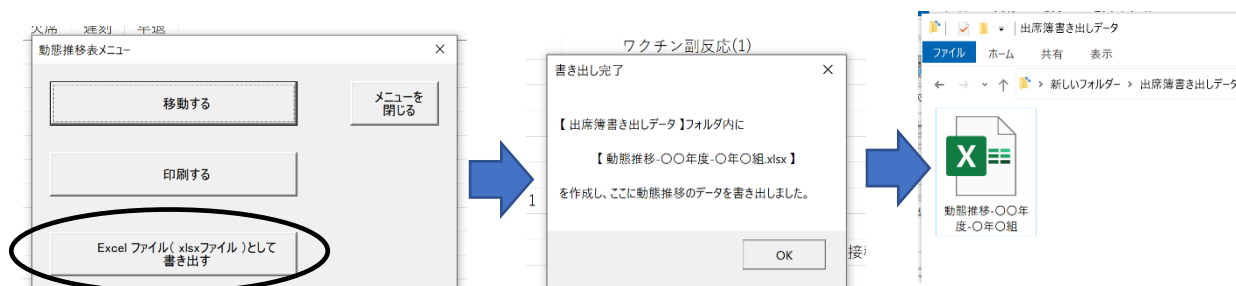 欠席 遅刻 早退
動態推移表メニュー
移動する
メニューを
閉じる
印刷する
Excel ファイル( xlsxファイル )として
書き出す
ワクチン副反応(1)
書き出し完了
【 出席簿書き出しデータ 】フォルダ内に
【 動態推移-〇〇年度-〇年〇組.xlsx 】
を作成し、ここに動態推移のデータを書き出しました。
1
OK
接
出席簿書き出しデータ
ファイル ホーム 共有 表示
新しいフォルダー › 出席簿書き出しデータ
X
動態推移-〇〇年
度-〇年〇組